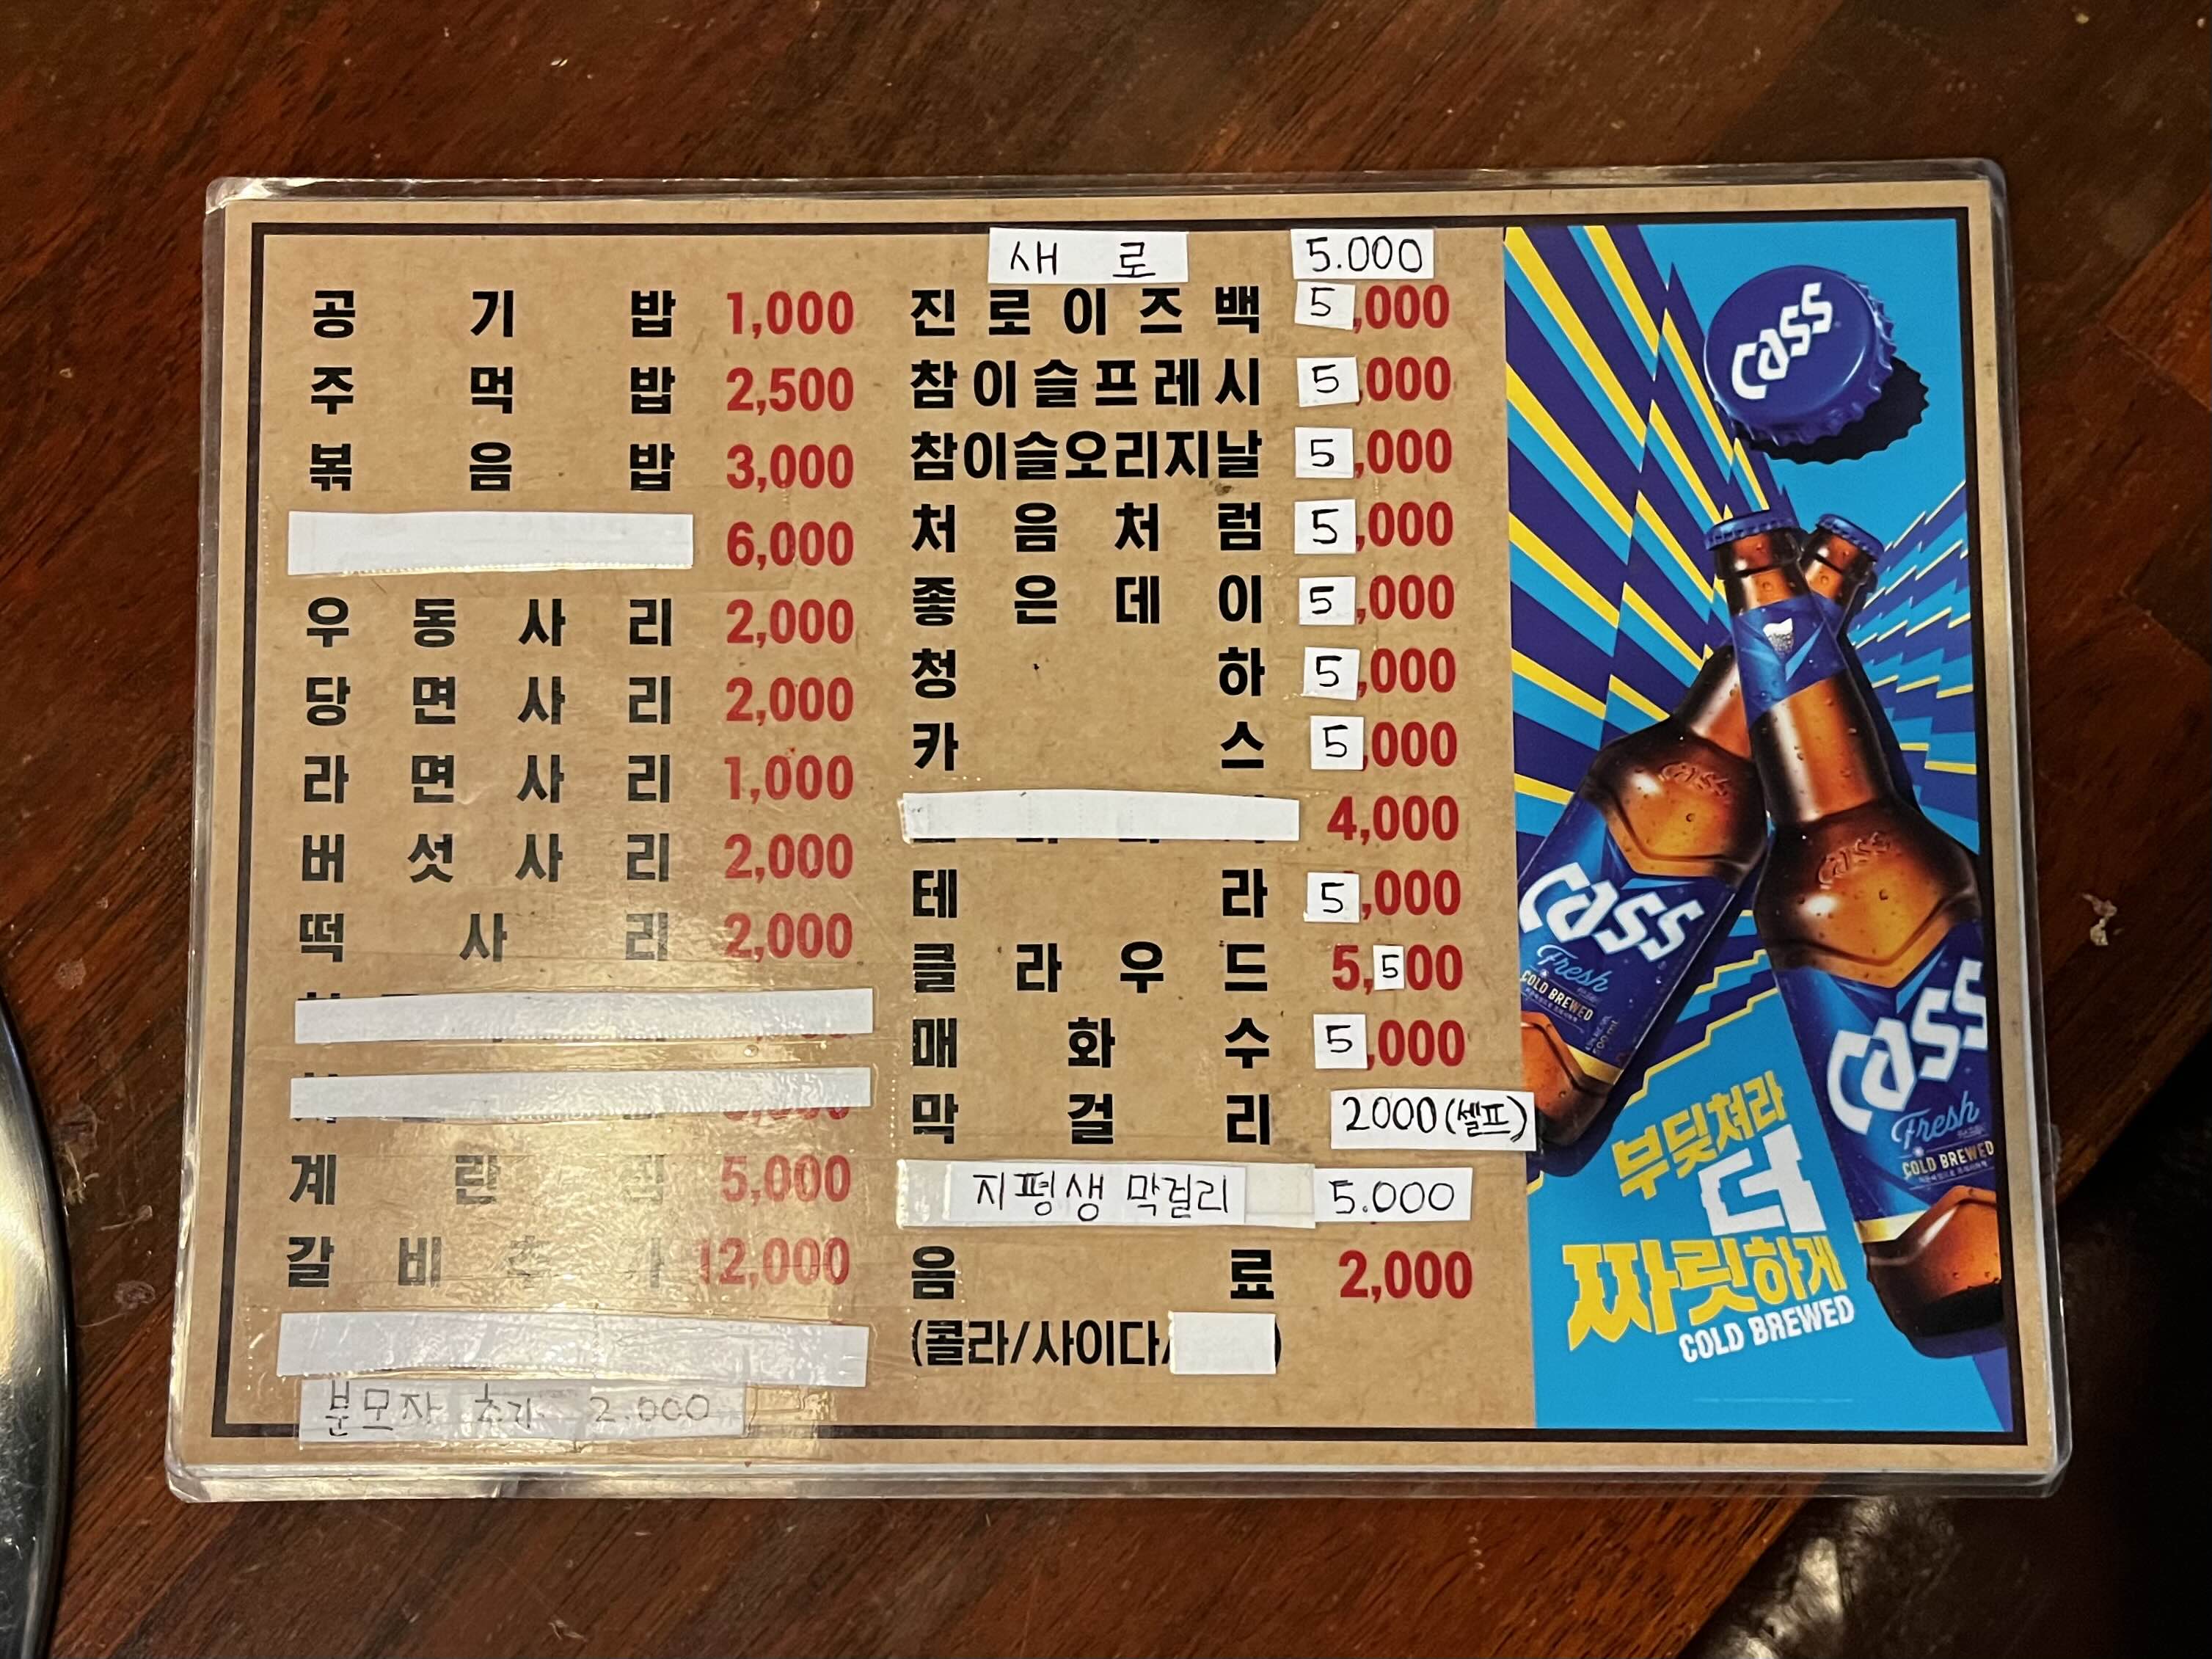 공기밥 1,000
주먹밥 2,500
볶음밥 3,000
6,000
우동사리 2,000
당면사리 2,000
라면사리 1,000
버섯사리 2,000
떡사리 2,000
계란찜 5,000
갈비추가 12,000
분모자 추가 2.000
새로 5.000
진로이즈백 5,000
참이슬프레시 5,000
참이슬오리지날 5,000
처음처럼 5,000
좋은데이 5,000
청하 5,000
카스 5,000
4,000
테라 5,000
클라우드 5,500
매화수 5,000
막걸리 2000(셀프)
지평생 막걸리 5.000
음료 2,000
(콜라/사이다/ )
cass
cass
Fresh
COLD BREWED
cass
cass
Fresh
COLD BREWED
부딪쳐라
더
짜릿하게
COLD BREWED